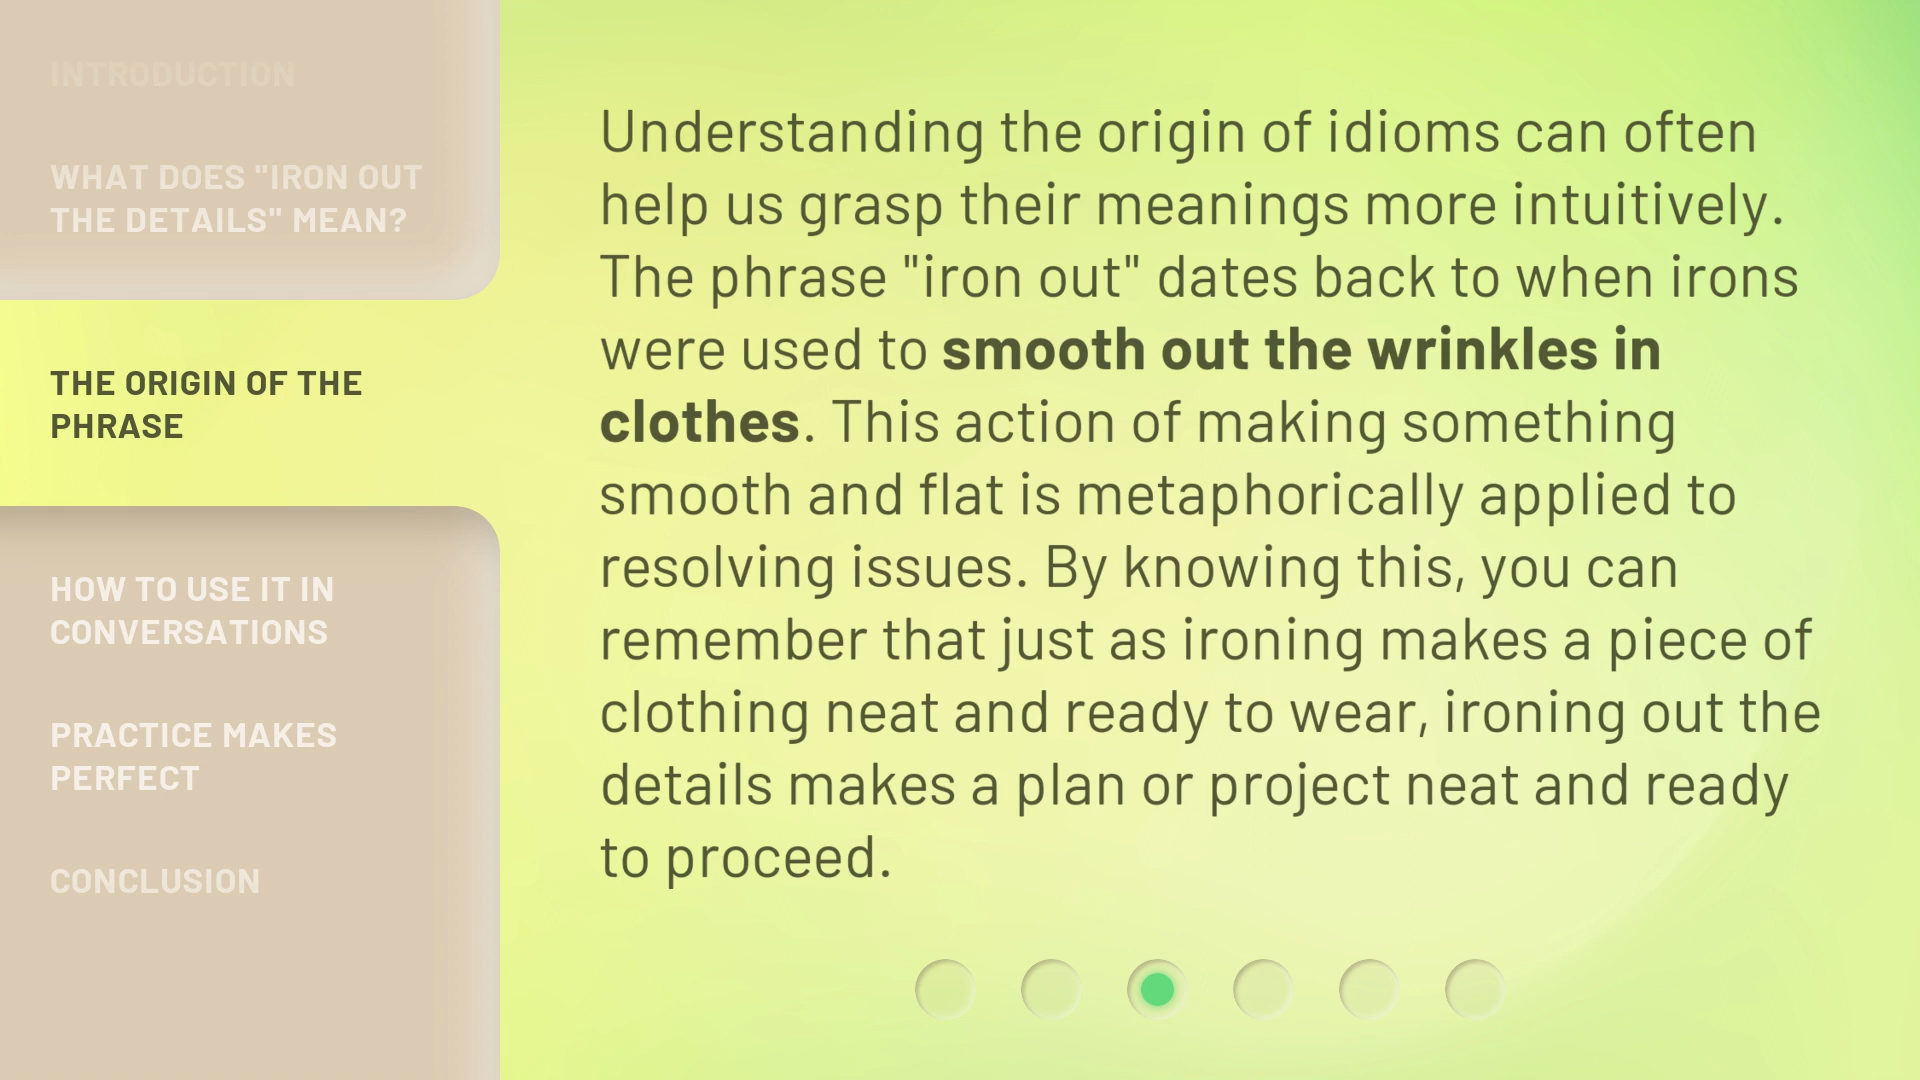 INTRODUCTION
WHAT DOES "IRON OUT
THE DETAILS" MEAN?
THE ORIGIN OF THE
PHRASE
HOW TO USE IT IN
CONVERSATIONS
PRACTICE MAKES
PERFECT
CONCLUSION
Understanding the origin of idioms can often
help us grasp their meanings more intuitively.
The phrase "iron out" dates back to when irons
were used to smooth out the wrinkles in
clothes. This action of making something
smooth and flat is metaphorically applied to
resolving issues. By knowing this, you can
remember that just as ironing makes a piece of
clothing neat and ready to wear, ironing out the
details makes a plan or project neat and ready
to proceed.